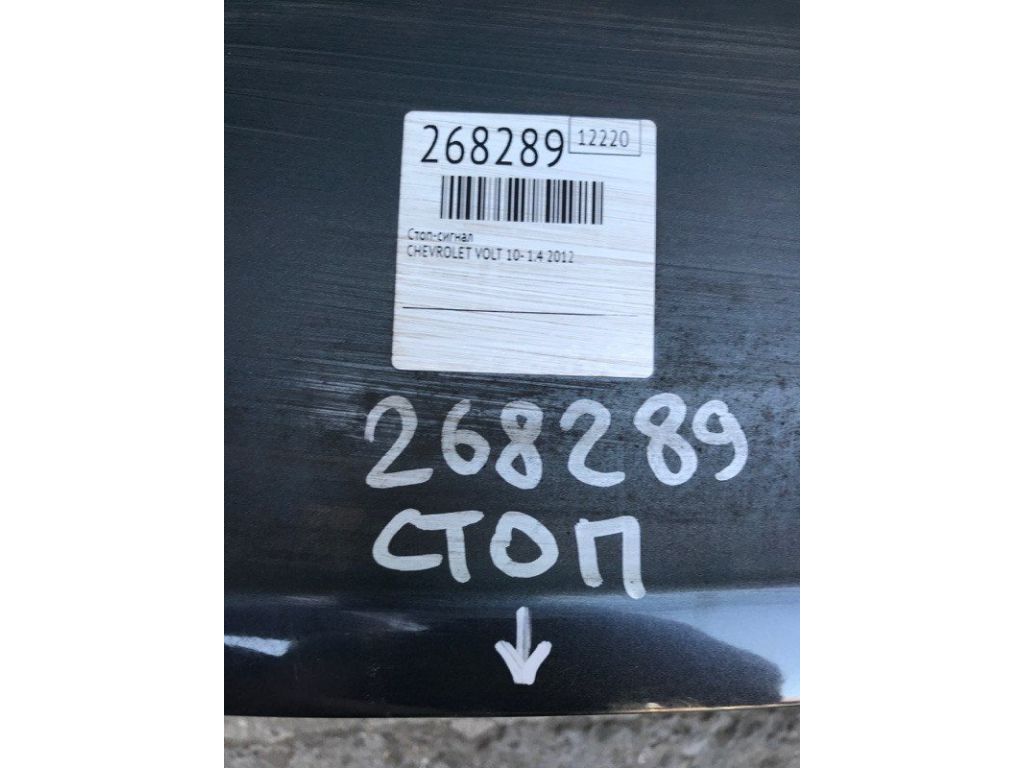 268289 12220
Стоп-сигнал
CHEVROLET VOLT 10- 1.4 2012
268289
СТОП